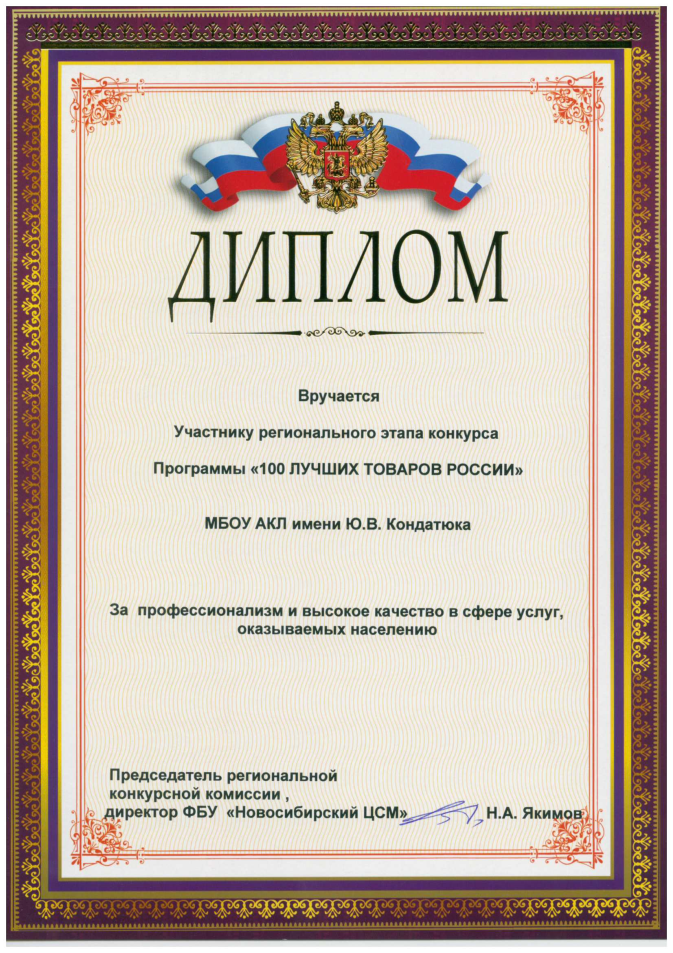 ДИПЛОМ
Вручается
Участнику регионального этапа конкурса
Программы «100 ЛУЧШИХ ТОВАРОВ РОССИИ»
МБОУ АКЛ имени Ю.В. Кондатюка
За профессионализм и высокое качество в сфере услуг,
оказываемых населению
Председатель региональной
конкурсной комиссии ,
директор ФБУ «Новосибирский ЦСМ» Н.А. Якимов